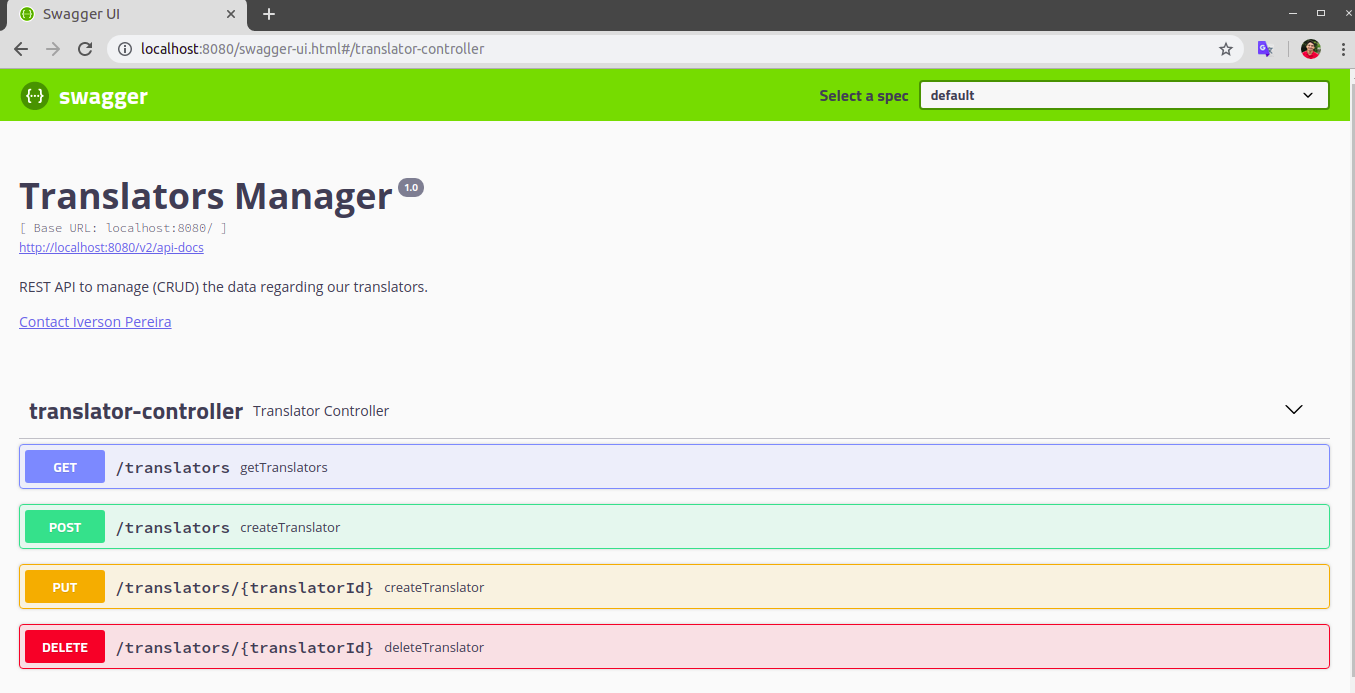 Swagger UI
localhost:8080/swagger-ui.html#/translator-controller
{··} swagger Select a spec default
Translators Manager 1.0
[ Base URL: localhost:8080/ ]
http://localhost:8080/v2/api-docs
REST API to manage (CRUD) the data regarding our translators.
Contact Iverson Pereira
translator-controller Translator Controller
GET /translators getTranslators
POST /translators createTranslator
PUT /translators/{translatorId} createTranslator
DELETE /translators/{translatorId} deleteTranslator